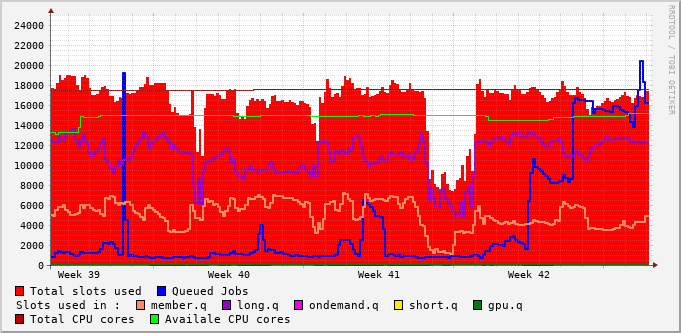 24000
22000
20000
18000
16000
14000
12000
10000
8000
6000
4000
2000
0
Week 39 Week 40 Week 41 Week 42
RRDTOOL / TOBI OETIKER
Total slots used Queued Jobs
Slots used in : member.q long.q ondemand.q short.q gpu.q
Total CPU cores Availale CPU cores